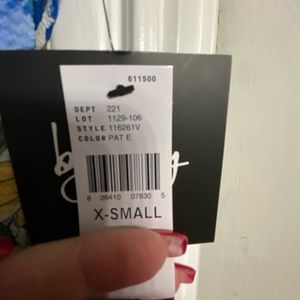 611500
DEPT 221
LOT 1129-106
STYLE 116261V
COLOR PAT E
8 26410 07830 5
X-SMALL